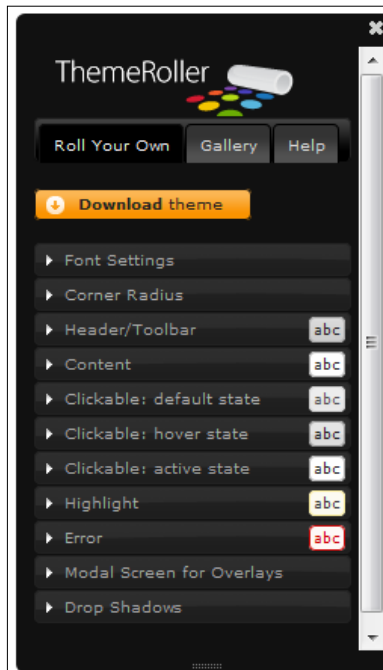 ThemeRoller
Roll Your Own Gallery Help
Download theme
Font Settings
Corner Radius
Header/Toolbar abc
Content abc
Clickable: default state abc
Clickable: hover state abc
Clickable: active state abc
Highlight abc
Error abc
Modal Screen for Overlays
Drop Shadows